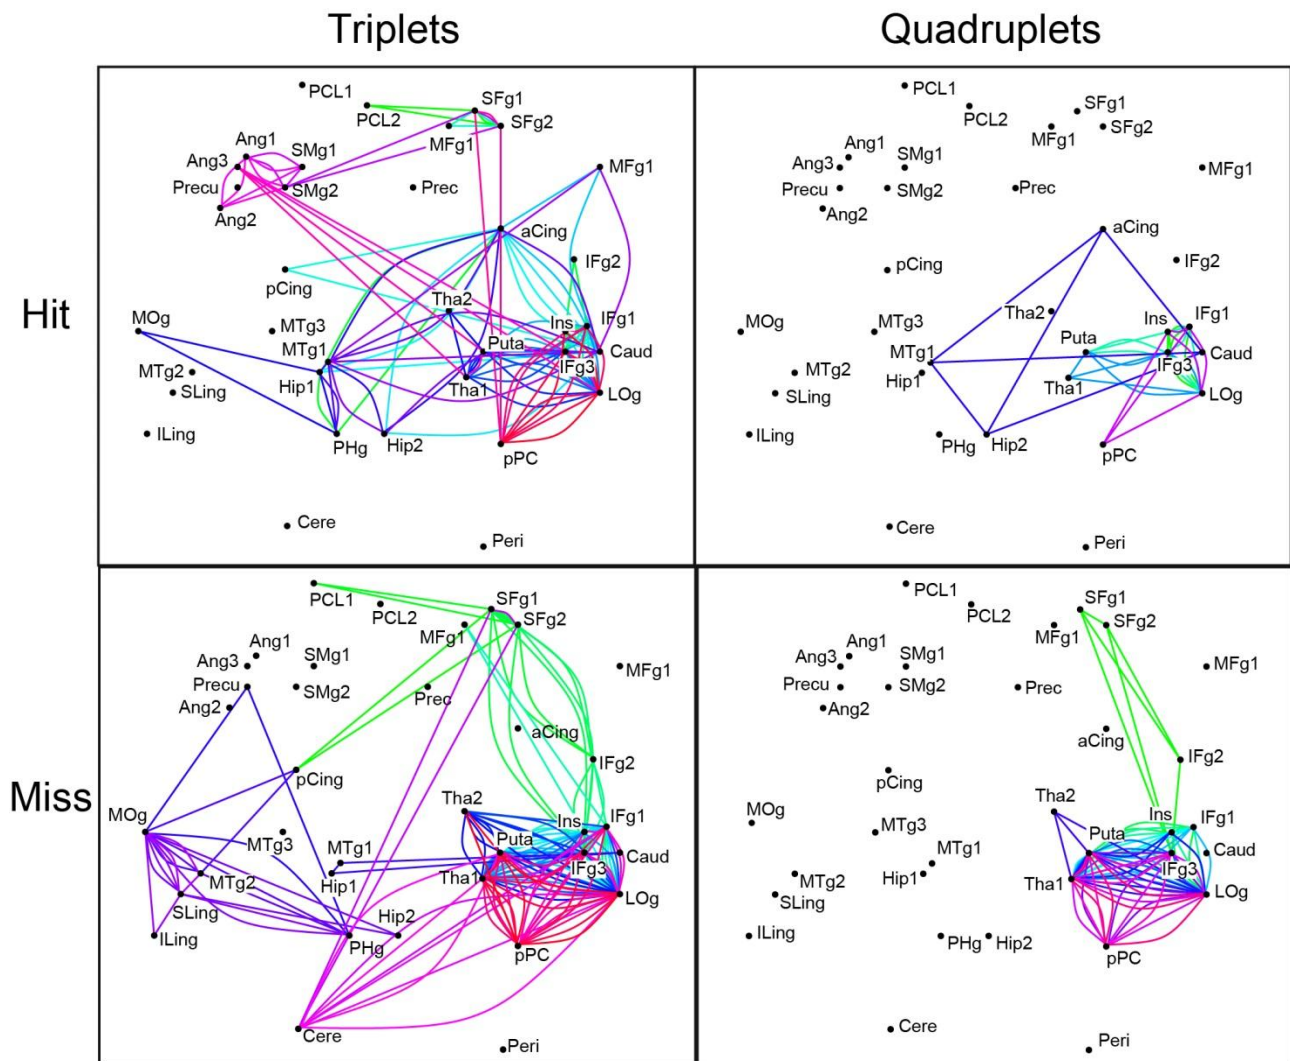 Triplets
Quadruplets
Hit
PCL1
PCL2
SFg1
SFg2
MFg1
Ang1
Ang3
SMg1
Precu
SMg2
Prec
MFg1
Ang2
aCing
IFg2
pCing
Tha2
MOg
MTg3
Ins
IFg1
MTg1
Puta
Caud
MTg2
Hip1
Tha1
IFg3
SLing
LOg
ILing
PHg
Hip2
pPC
Cere
Peri
PCL1
PCL2
SFg1
MFg1
SFg2
Ang1
Ang3
SMg1
MFg1
Precu
SMg2
Prec
Ang2
aCing
IFg2
pCing
Tha2
MOg
MTg3
Ins
IFg1
MTg1
Puta
Caud
MTg2
Hip1
Tha1
IFg3
SLing
LOg
ILing
PHg
Hip2
pPC
Cere
Peri
Miss
PCL1
PCL2
SFg1
SFg2
MFg1
Ang1
Ang3
SMg1
MFg1
Precu
SMg2
Prec
Ang2
aCing
IFg2
pCing
Tha2
MOg
MTg3
Ins
IFg1
MTg1
Puta
Caud
MTg2
Hip1
Tha1
IFg3
SLing
LOg
ILing
PHg
Hip2
pPC
Cere
Peri
PCL1
PCL2
SFg1
SFg2
MFg1
Ang1
Ang3
SMg1
MFg1
Precu
SMg2
Prec
Ang2
aCing
IFg2
pCing
Tha2
MOg
MTg3
Ins
IFg1
MTg1
Puta
Caud
MTg2
Hip1
Tha1
IFg3
SLing
LOg
ILing
PHg
Hip2
pPC
Cere
Peri